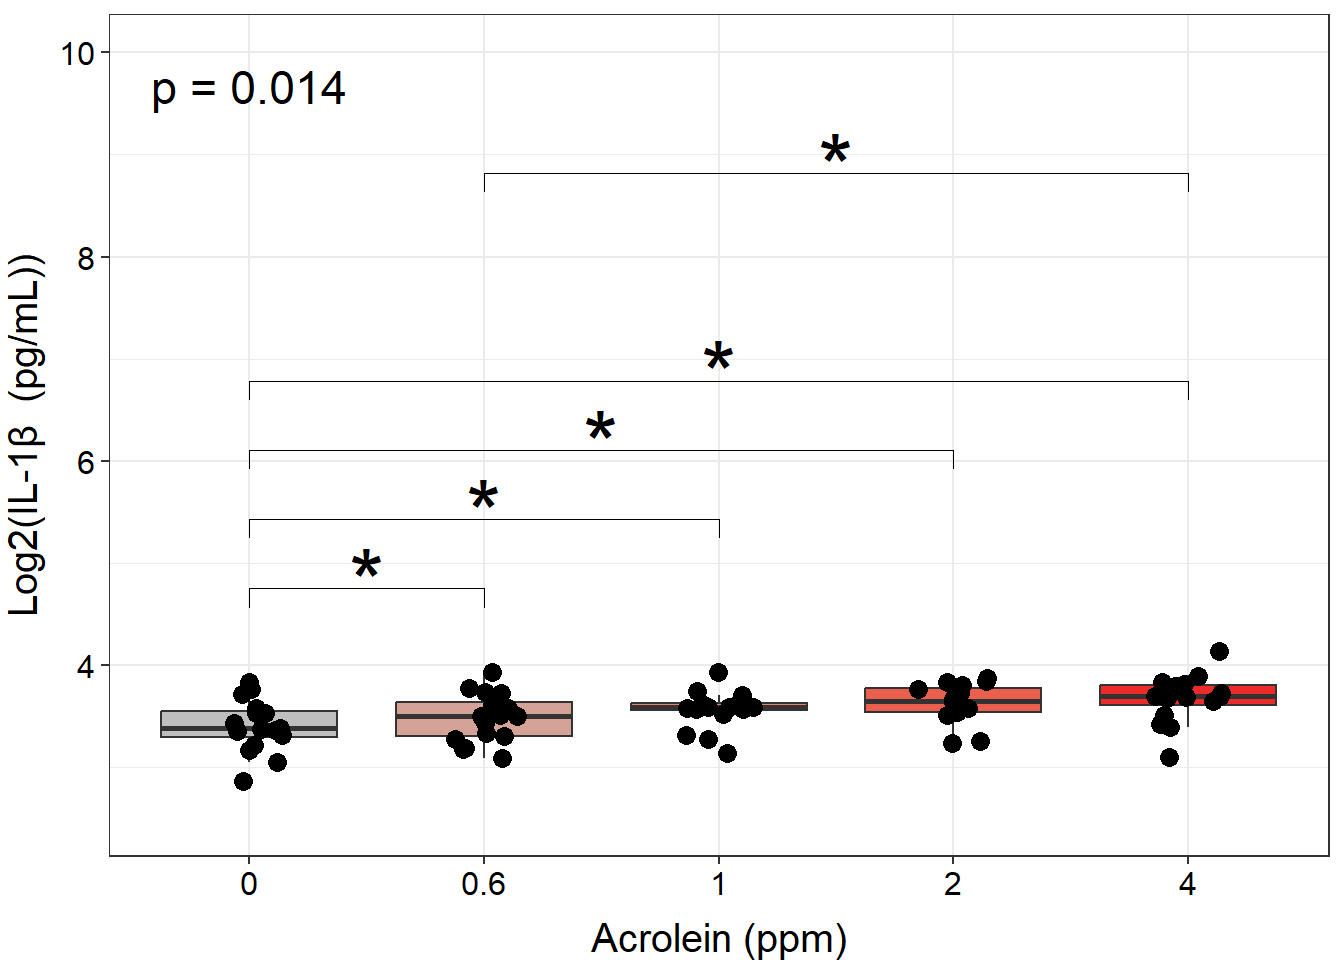 10
p = 0.014
*
8
*
*
6
*
*
4
Log2(IL-1β  (pg/mL))
0 0.6 1 2 4
Acrolein (ppm)